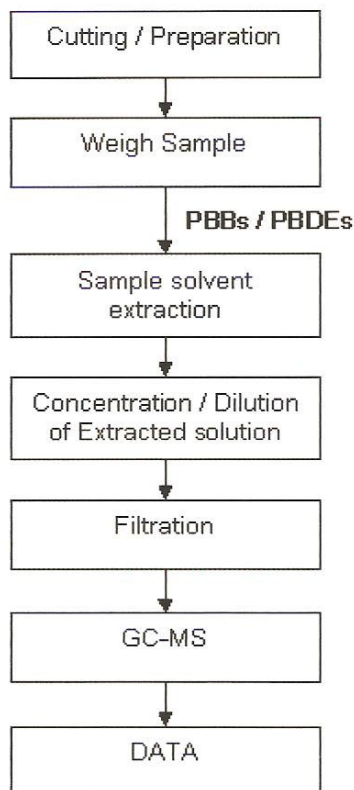 Cutting / Preparation
Weigh Sample
PBBs / PBDEs
Sample solvent
extraction
Concentration / Dilution
of Extracted solution
Filtration
GC-MS
DATA